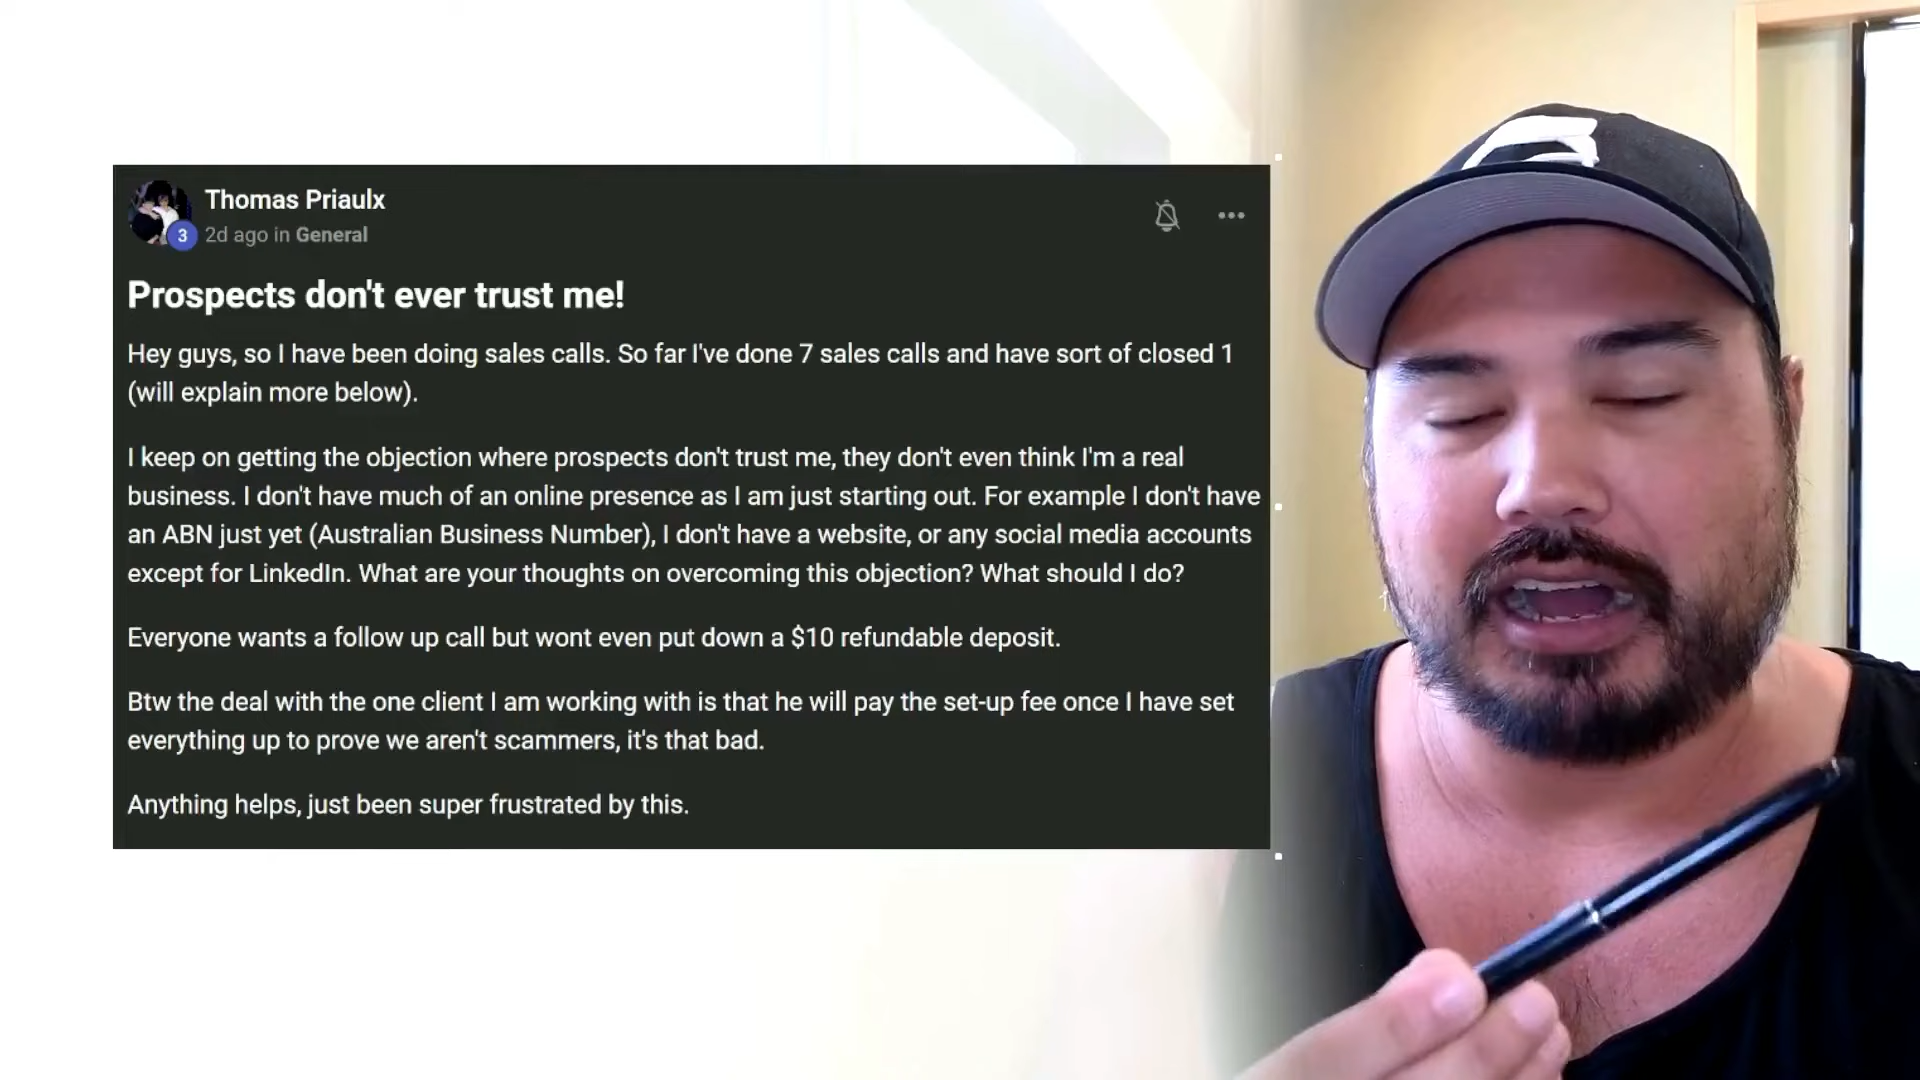 Thomas Priaulx
3
2d ago in General
Prospects don't ever trust me!
Hey guys, so I have been doing sales calls. So far I've done 7 sales calls and have sort of closed 1
(will explain more below).
I keep on getting the objection where prospects don't trust me, they don't even think I'm a real
business. I don't have much of an online presence as I am just starting out. For example I don't have
an ABN just yet (Australian Business Number), I don't have a website, or any social media accounts
except for LinkedIn. What are your thoughts on overcoming this objection? What should I do?
Everyone wants a follow up call but wont even put down a $10 refundable deposit.
Btw the deal with the one client I am working with is that he will pay the set-up fee once I have set
everything up to prove we aren't scammers, it's that bad.
Anything helps, just been super frustrated by this.